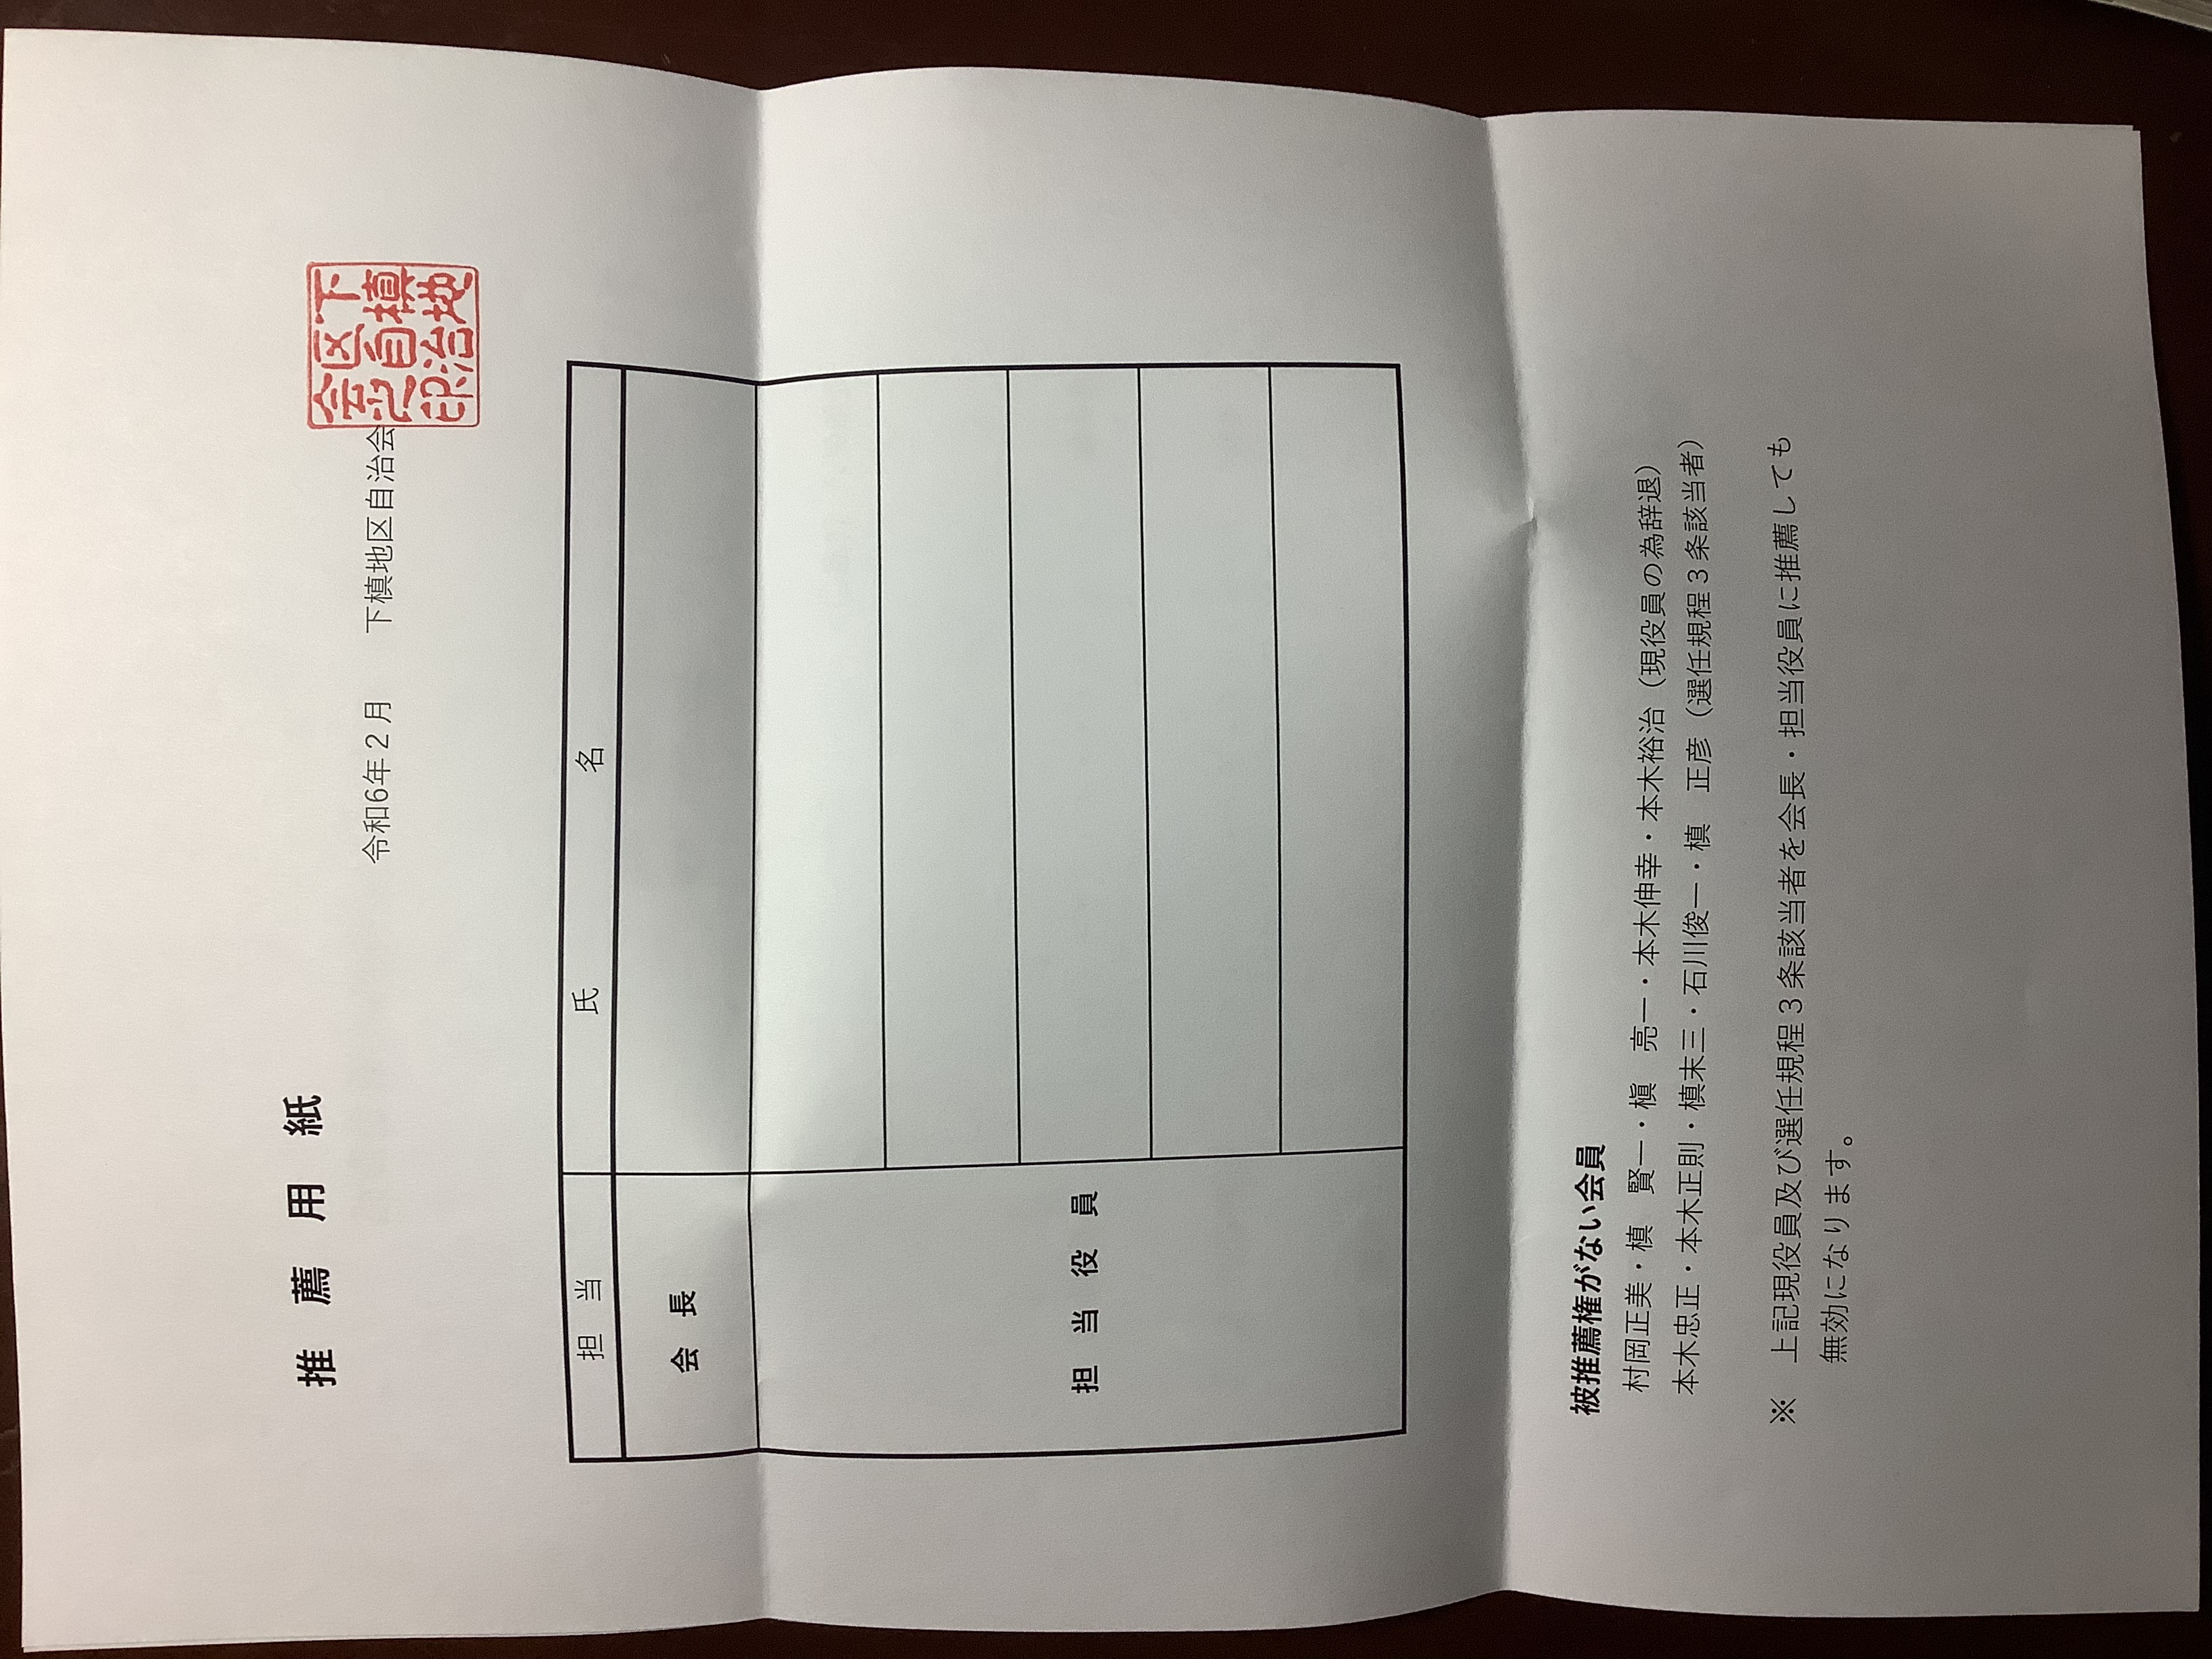 推 薦 用 紙
令和6年２月　　下槙地区自治会
下槙地
区自治
会之印
担　当　　氏　　　　名
会　長
担　当　役　員
被推薦権がない会員
村岡正美・槙　賢一・槇　亮一・本木伸幸・本木裕治（現役員の為辞退）
本木忠正・本木正則・槙末三・石川俊一・槙　正彦（選任規程３条該当者）
※　上記現役員及び選任規程３条該当者を会長・担当役員に推薦しても
無効になります。